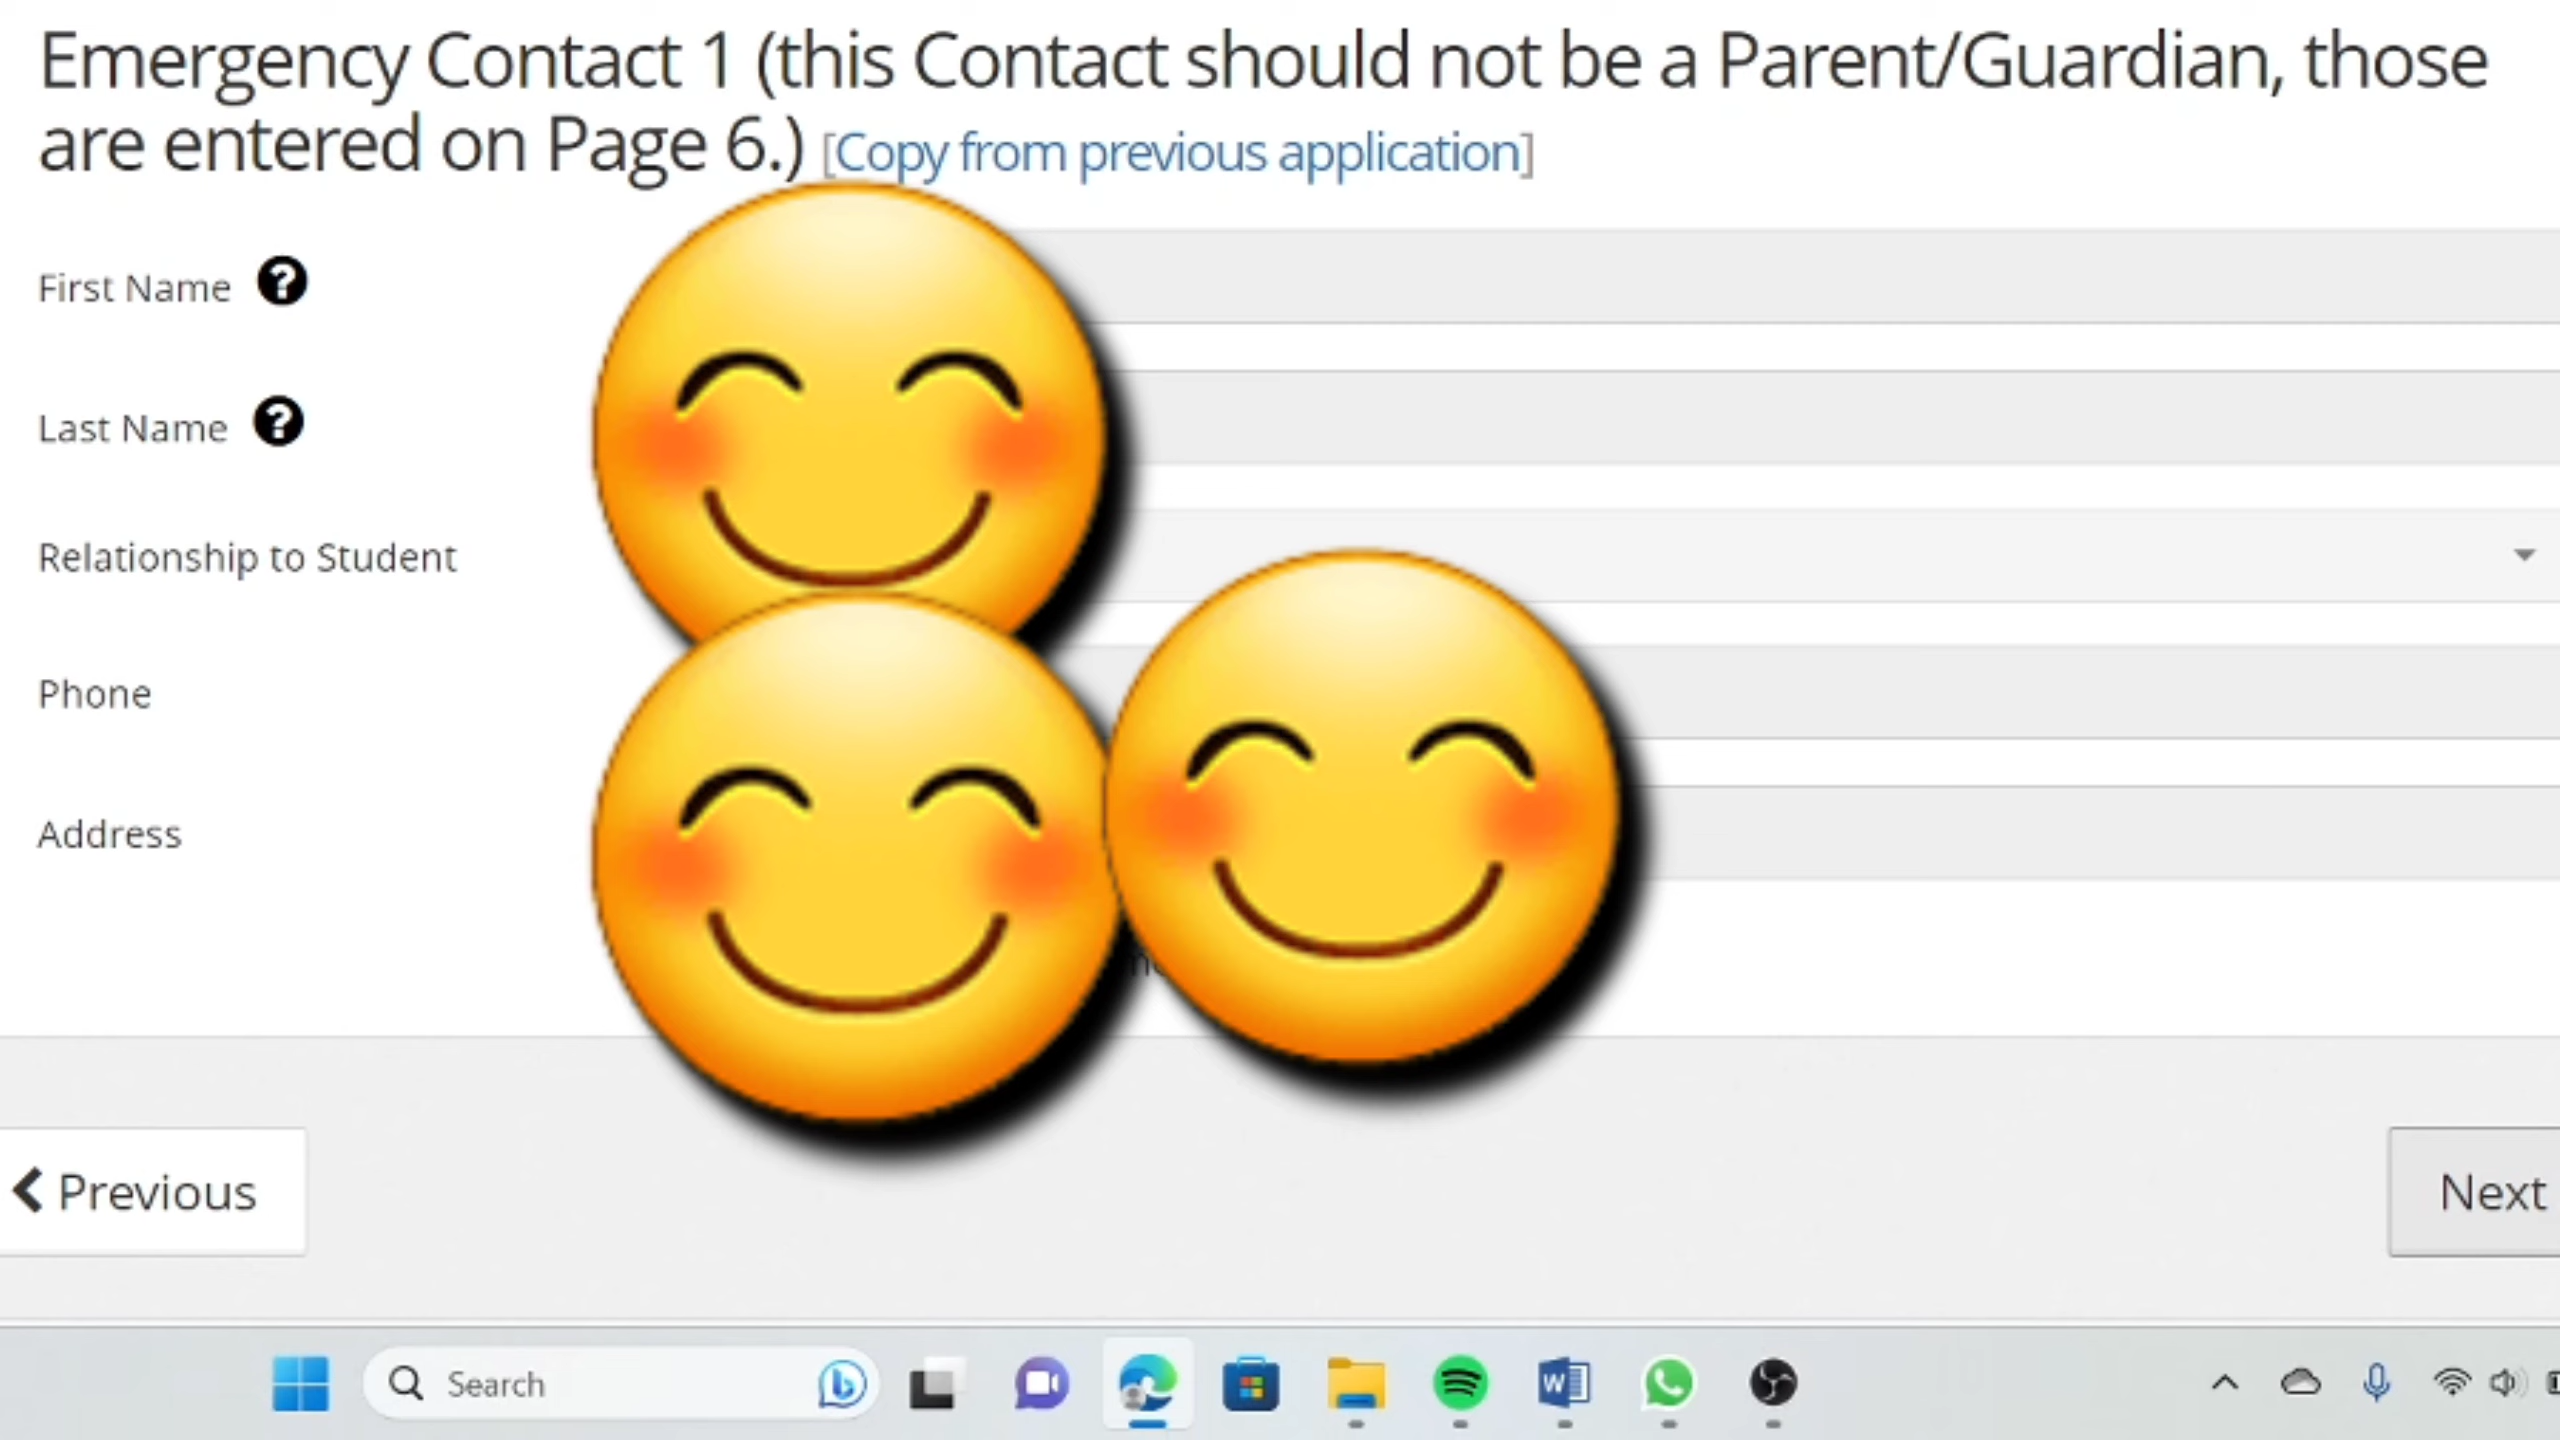 Emergency Contact 1 (this Contact should not be a Parent/Guardian, those
are entered on Page 6.) [Copy from previous application]
First Name ?
Last Name ?
Relationship to Student
Phone
Address
Previous
Next
Search